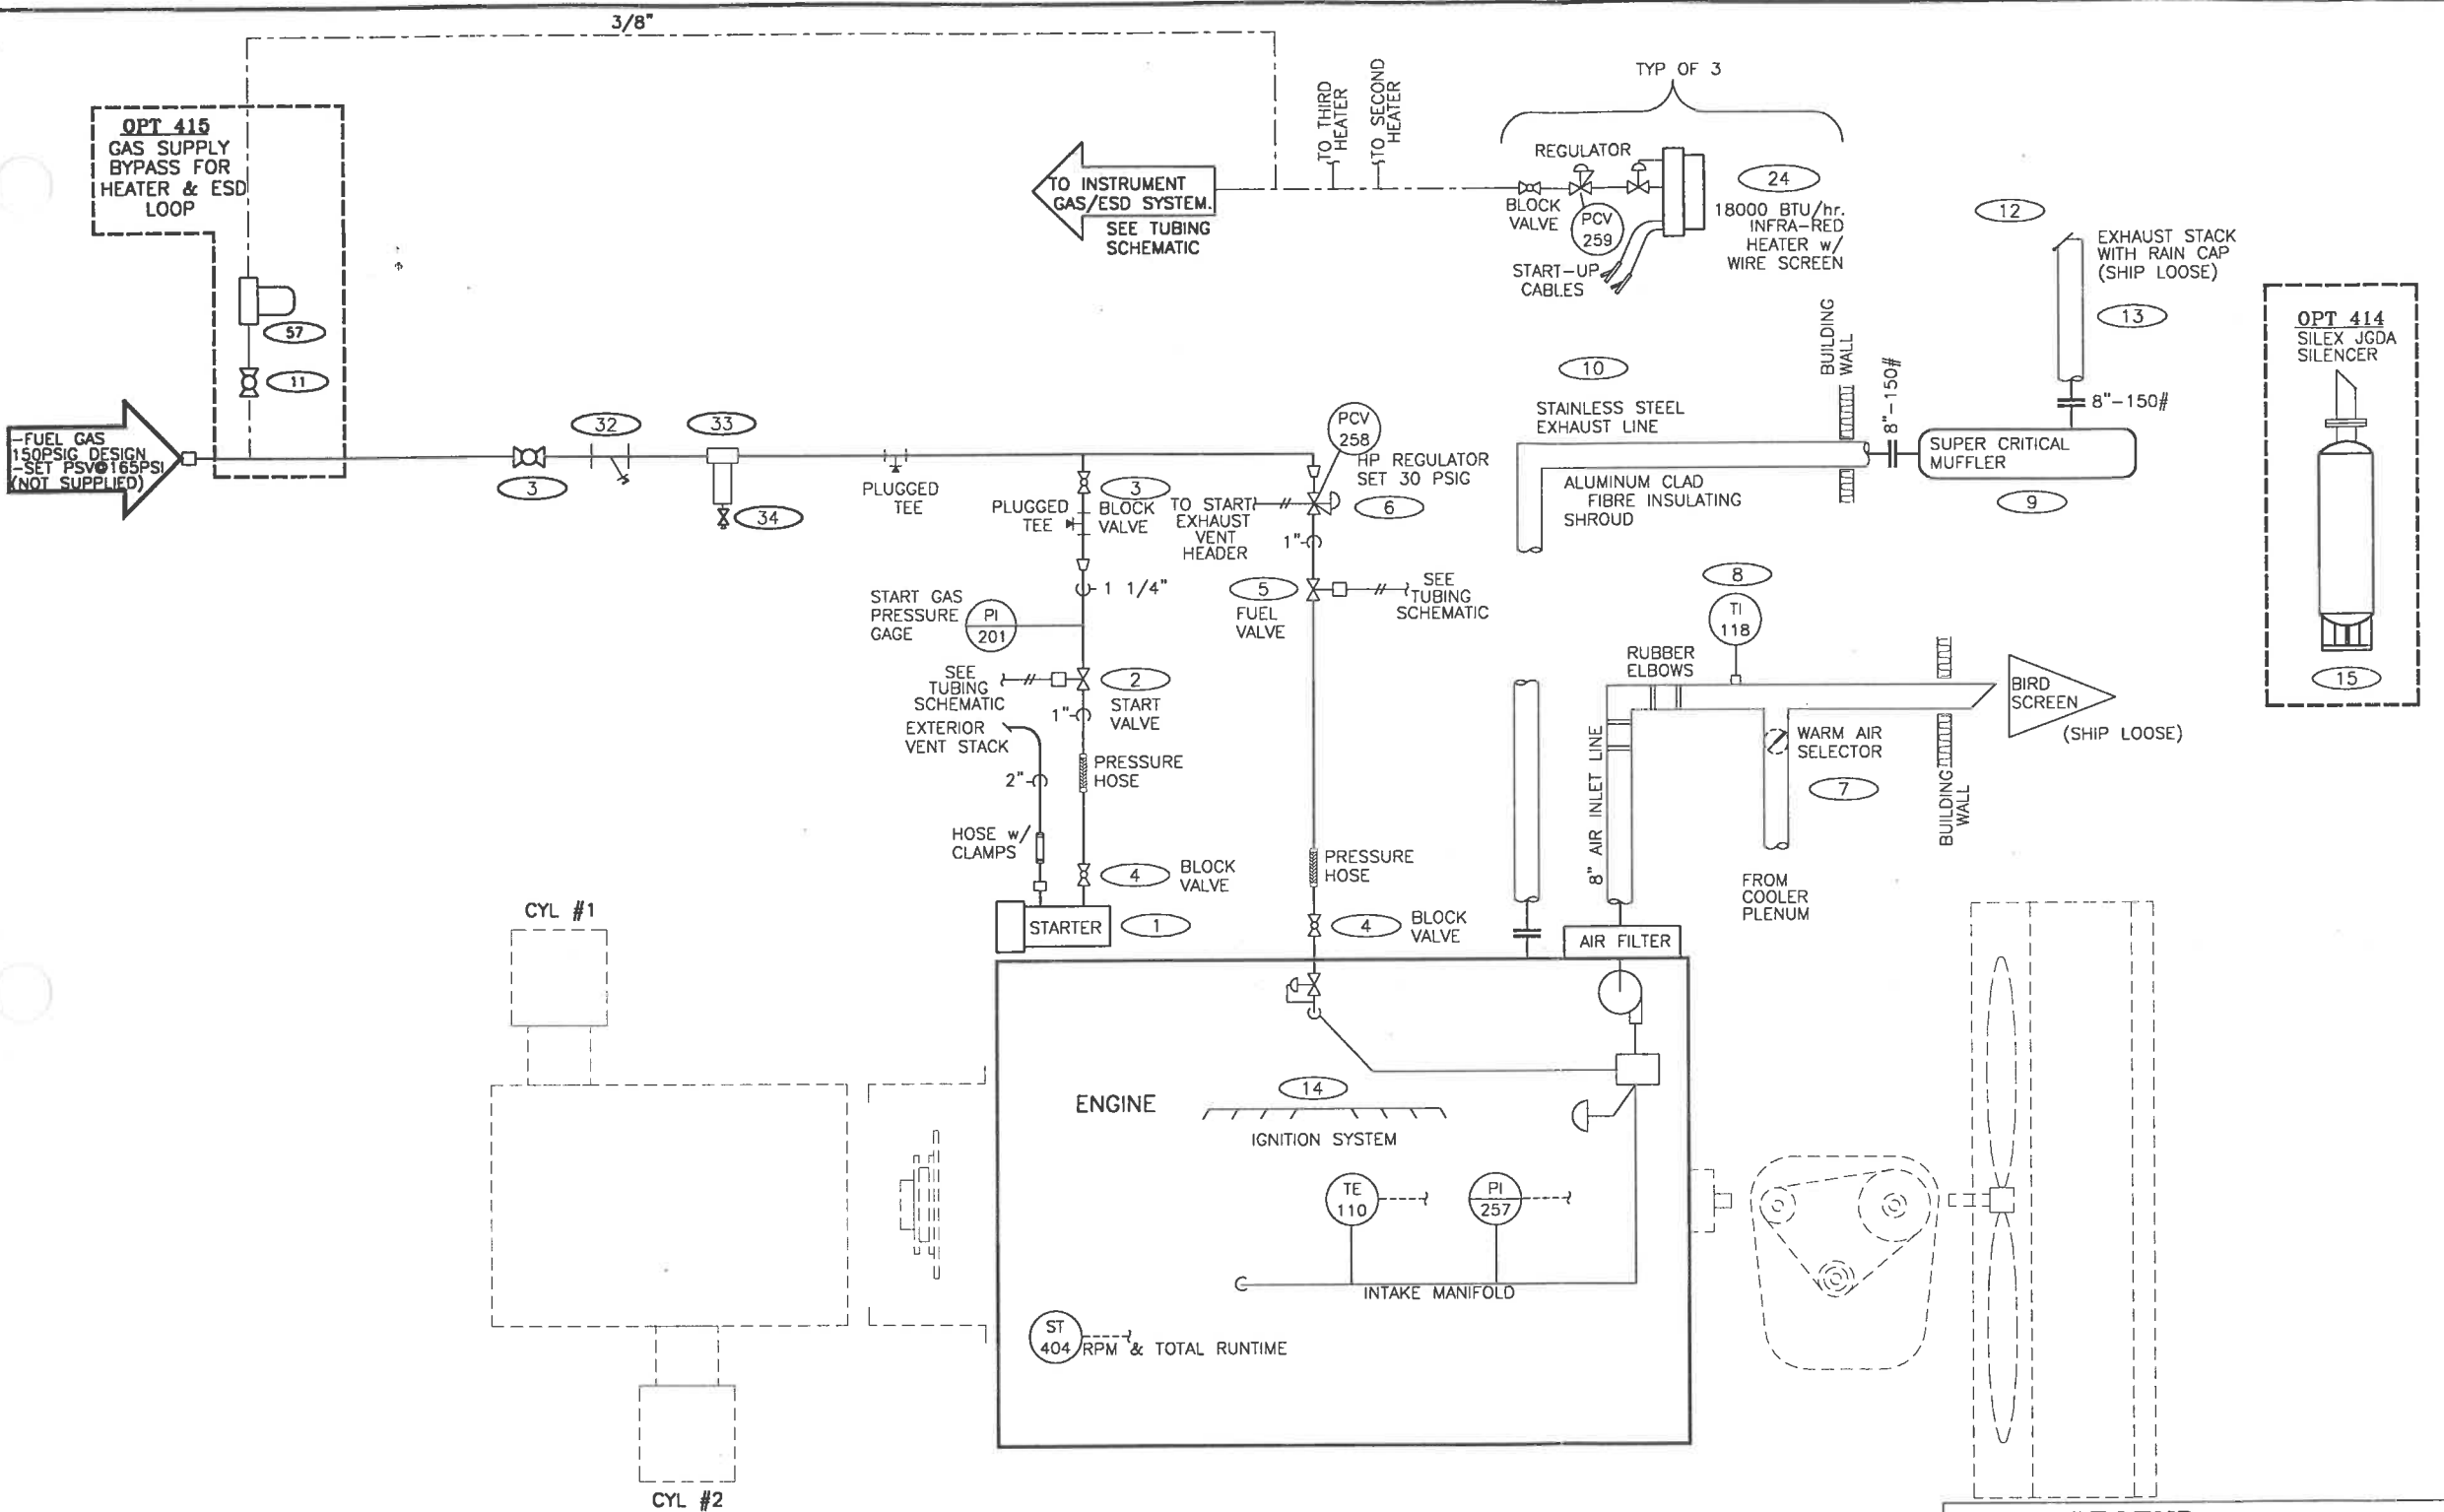 3/8"
OPT 415
GAS SUPPLY
BYPASS FOR
HEATER & ESD
LOOP
57
11
-FUEL GAS
150PSIG DESIGN
-SET PSV@165PSI
(NOT SUPPLIED)
3
32
33
34
PLUGGED
TEE
TO INSTRUMENT
GAS/ESD SYSTEM.
SEE TUBING
SCHEMATIC
TO THIRD
HEATER
TO SECOND
HEATER
TYP OF 3
REGULATOR
BLOCK
VALVE
PCV
259
START-UP
CABLES
24
18000 BTU/hr.
INFRA-RED
HEATER w/
WIRE SCREEN
12
EXHAUST STACK
WITH RAIN CAP
(SHIP LOOSE)
13
8"-150#
OPT 414
SILEX JGDA
SILENCER
15
10
STAINLESS STEEL
EXHAUST LINE
ALUMINUM CLAD
FIBRE INSULATING
SHROUD
BUILDING
WALL
8"-150#
SUPER CRITICAL
MUFFLER
9
PCV
258
HP REGULATOR
SET 30 PSIG
6
TO START
EXHAUST
VENT
HEADER
1"
3
BLOCK
VALVE
PLUGGED
TEE
1 1/4"
START GAS
PRESSURE
GAGE
PI
201
5
FUEL
VALVE
SEE
TUBING
SCHEMATIC
SEE
TUBING
SCHEMATIC
2
START
VALVE
1"
EXTERIOR
VENT STACK
2"
PRESSURE
HOSE
HOSE w/
CLAMPS
4
BLOCK
VALVE
STARTER
1
PRESSURE
HOSE
4
BLOCK
VALVE
8
TI
118
RUBBER
ELBOWS
8" AIR INLET LINE
WARM AIR
SELECTOR
7
FROM
COOLER
PLENUM
BUILDING
WALL
BIRD
SCREEN
(SHIP LOOSE)
AIR FILTER
CYL #1
CYL #2
ENGINE
14
IGNITION SYSTEM
TE
110
PI
257
INTAKE MANIFOLD
ST
404
RPM & TOTAL RUNTIME